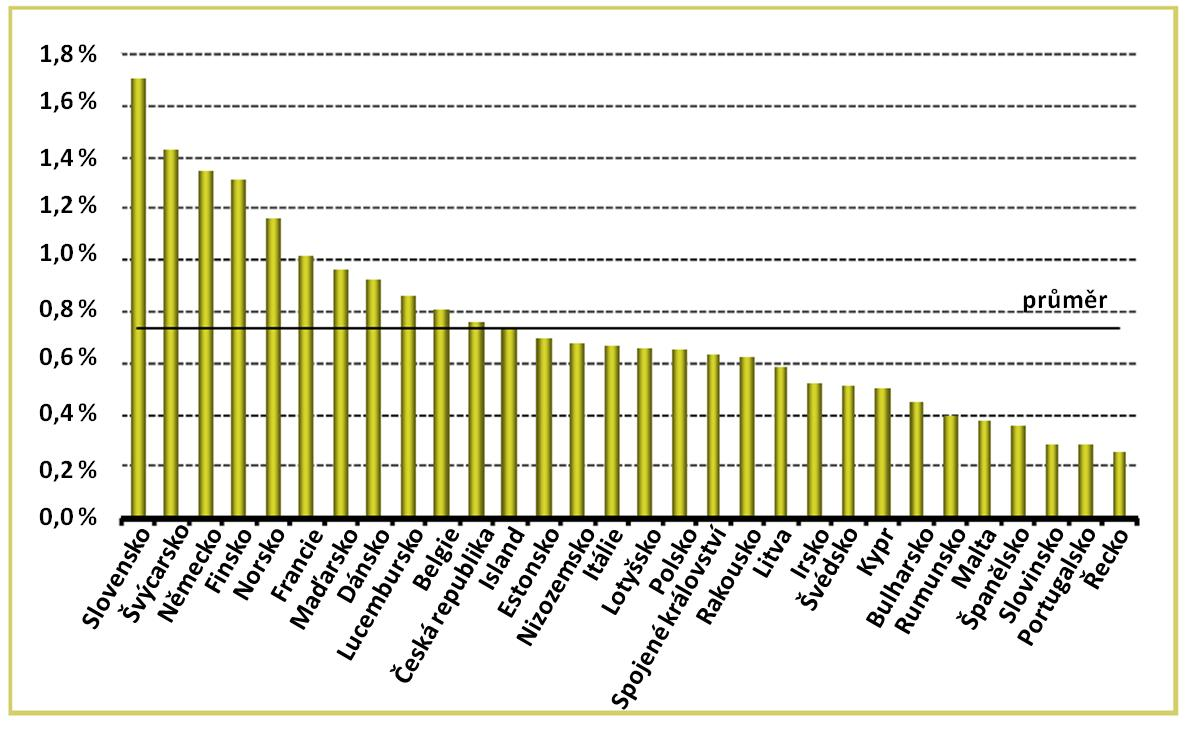 1,8 %
1,6 %
1,4 %
1,2 %
1,0 %
0,8 %
0,6 %
0,4 %
0,2 %
0,0 %
průměr
Slovensko
Švýcarsko
Německo
Finsko
Norsko
Francie
Maďarsko
Dánsko
Lucembursko
Belgie
Česká republika
Island
Estonsko
Nizozemsko
Itálie
Lotyšsko
Polsko
Spojené království
Rakousko
Litva
Irsko
Švédsko
Kypr
Bulharsko
Rumunsko
Malta
Španělsko
Slovinsko
Portugalsko
Řecko